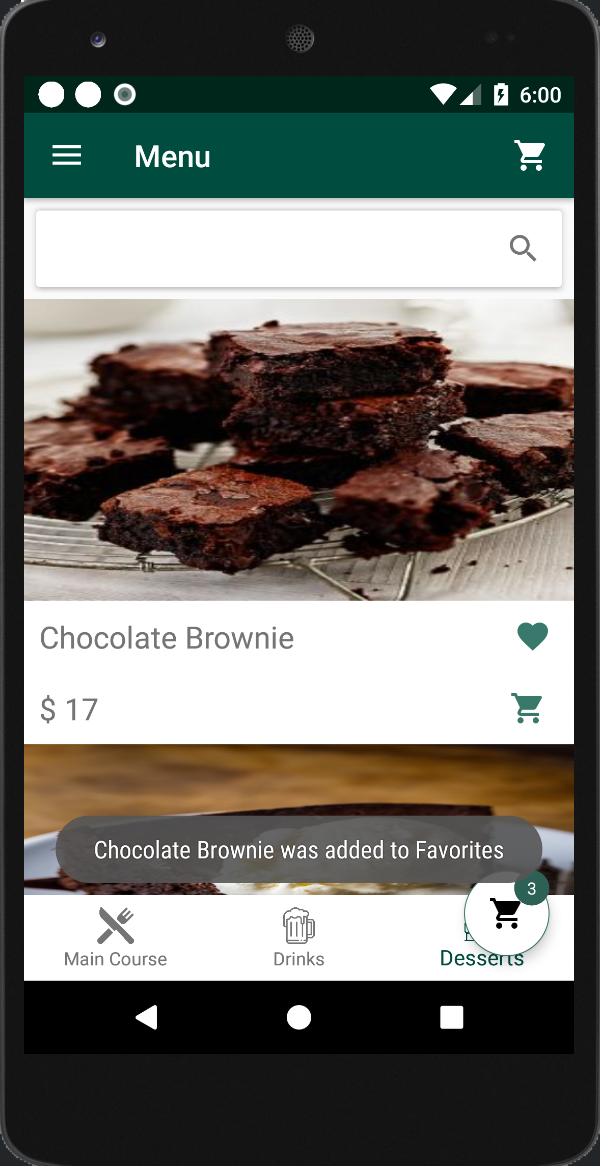 6:00
Menu
Chocolate Brownie
$ 17
Chocolate Brownie was added to Favorites
3
Main Course
Drinks
Desserts